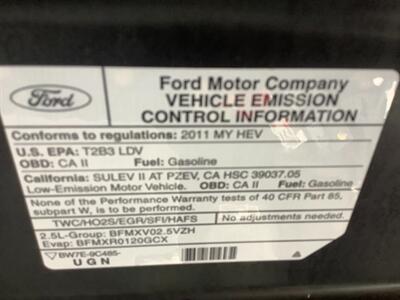 Ford
Ford Motor Company
VEHICLE EMISSION
CONTROL INFORMATION
Conforms to regulations: 2011 MY HEV
U.S. EPA: T2B3 LDV
OBD: CA II Fuel: Gasoline
California: SULEV II AT PZEV, CA HSC 39037.05
Low-Emission Motor Vehicle. OBD: CA II Fuel: Gasoline
None of the Performance Warranty tests of 40 CFR Part 85,
subpart W, is currently
TWC/HO2S/EGR/SFI/HAFS No adjustments needed.
2.5L-Group: BFMXV02.5VZH
Evap: BFMXR0120GCX
BW7E-9C485-
UGN